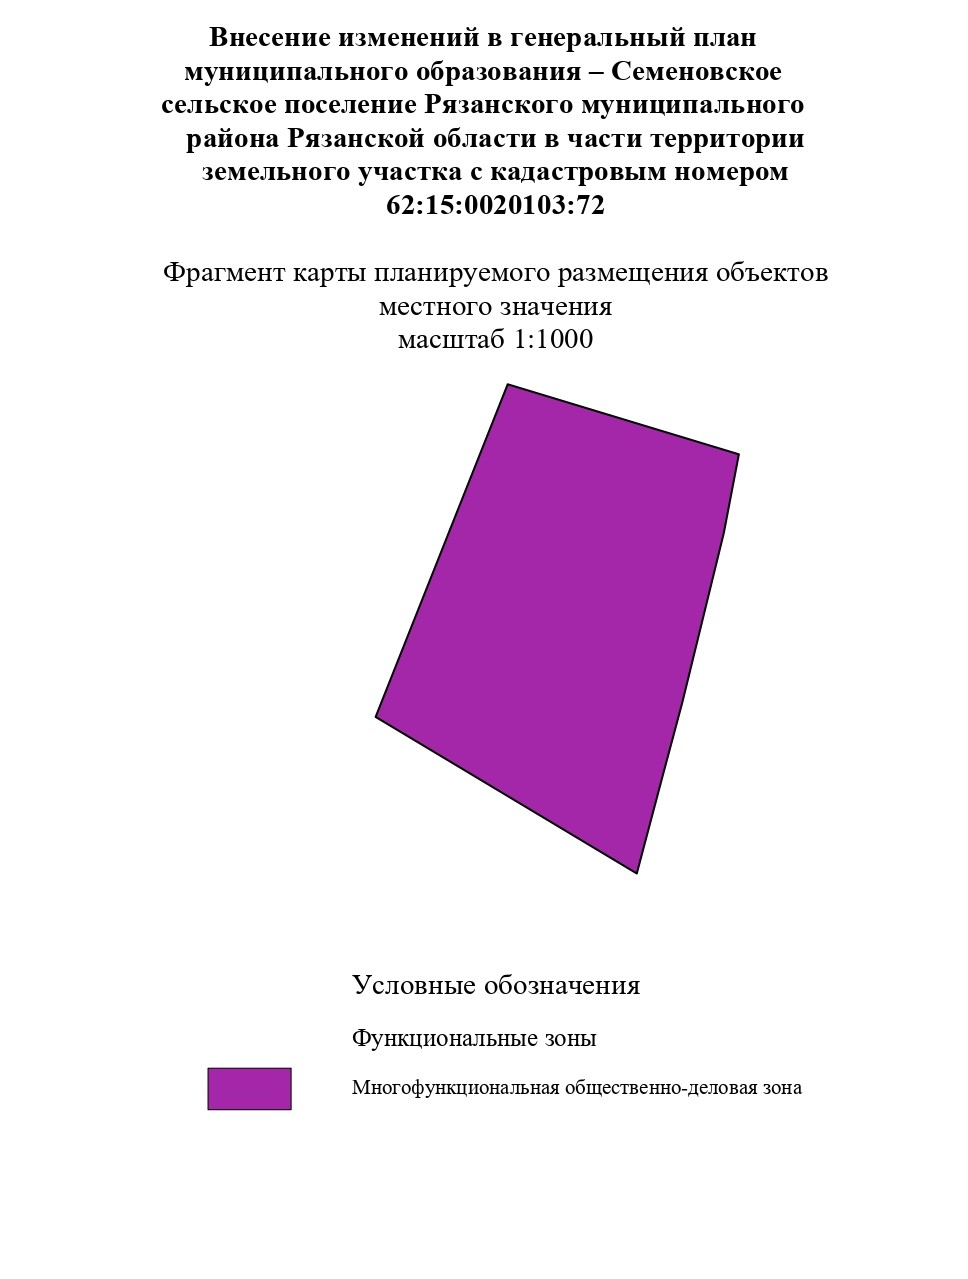 Внесение изменений в генеральный план
муниципального образования – Семеновское
сельское поселение Рязанского муниципального
района Рязанской области в части территории
земельного участка с кадастровым номером
62:15:0020103:72
Фрагмент карты планируемого размещения объектов
местного значения
масштаб 1:1000
Условные обозначения
Функциональные зоны
Многофункциональная общественно-деловая зона